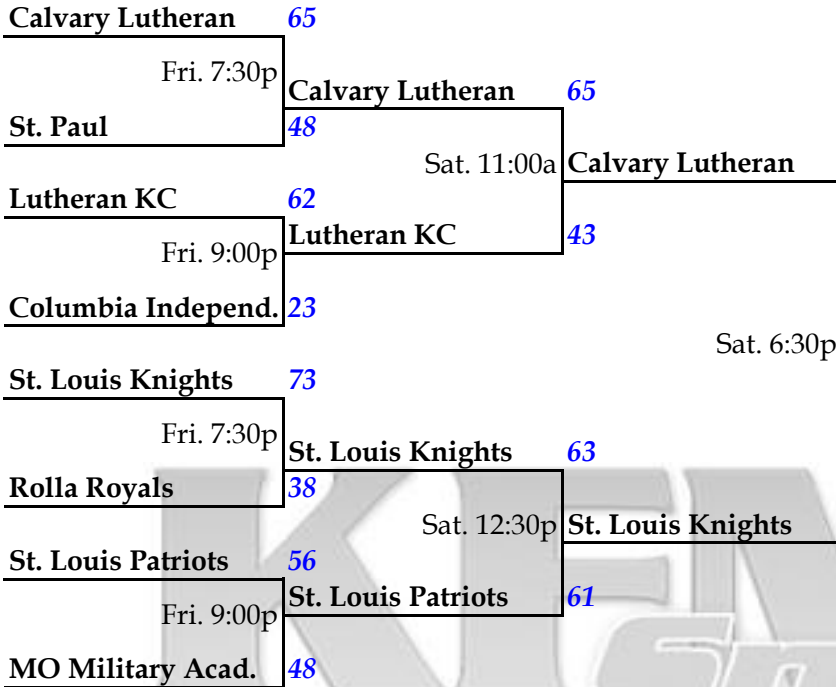 Calvary Lutheran 65
Fri. 7:30p
Calvary Lutheran 65
St. Paul 48
Sat. 11:00a Calvary Lutheran
Lutheran KC 62
Lutheran KC 43
Fri. 9:00p
Columbia Independ. 23
Sat. 6:30p
St. Louis Knights 73
Fri. 7:30p
St. Louis Knights 63
Rolla Royals 38
Sat. 12:30p St. Louis Knights
St. Louis Patriots 56
St. Louis Patriots 61
Fri. 9:00p
MO Military Acad. 48